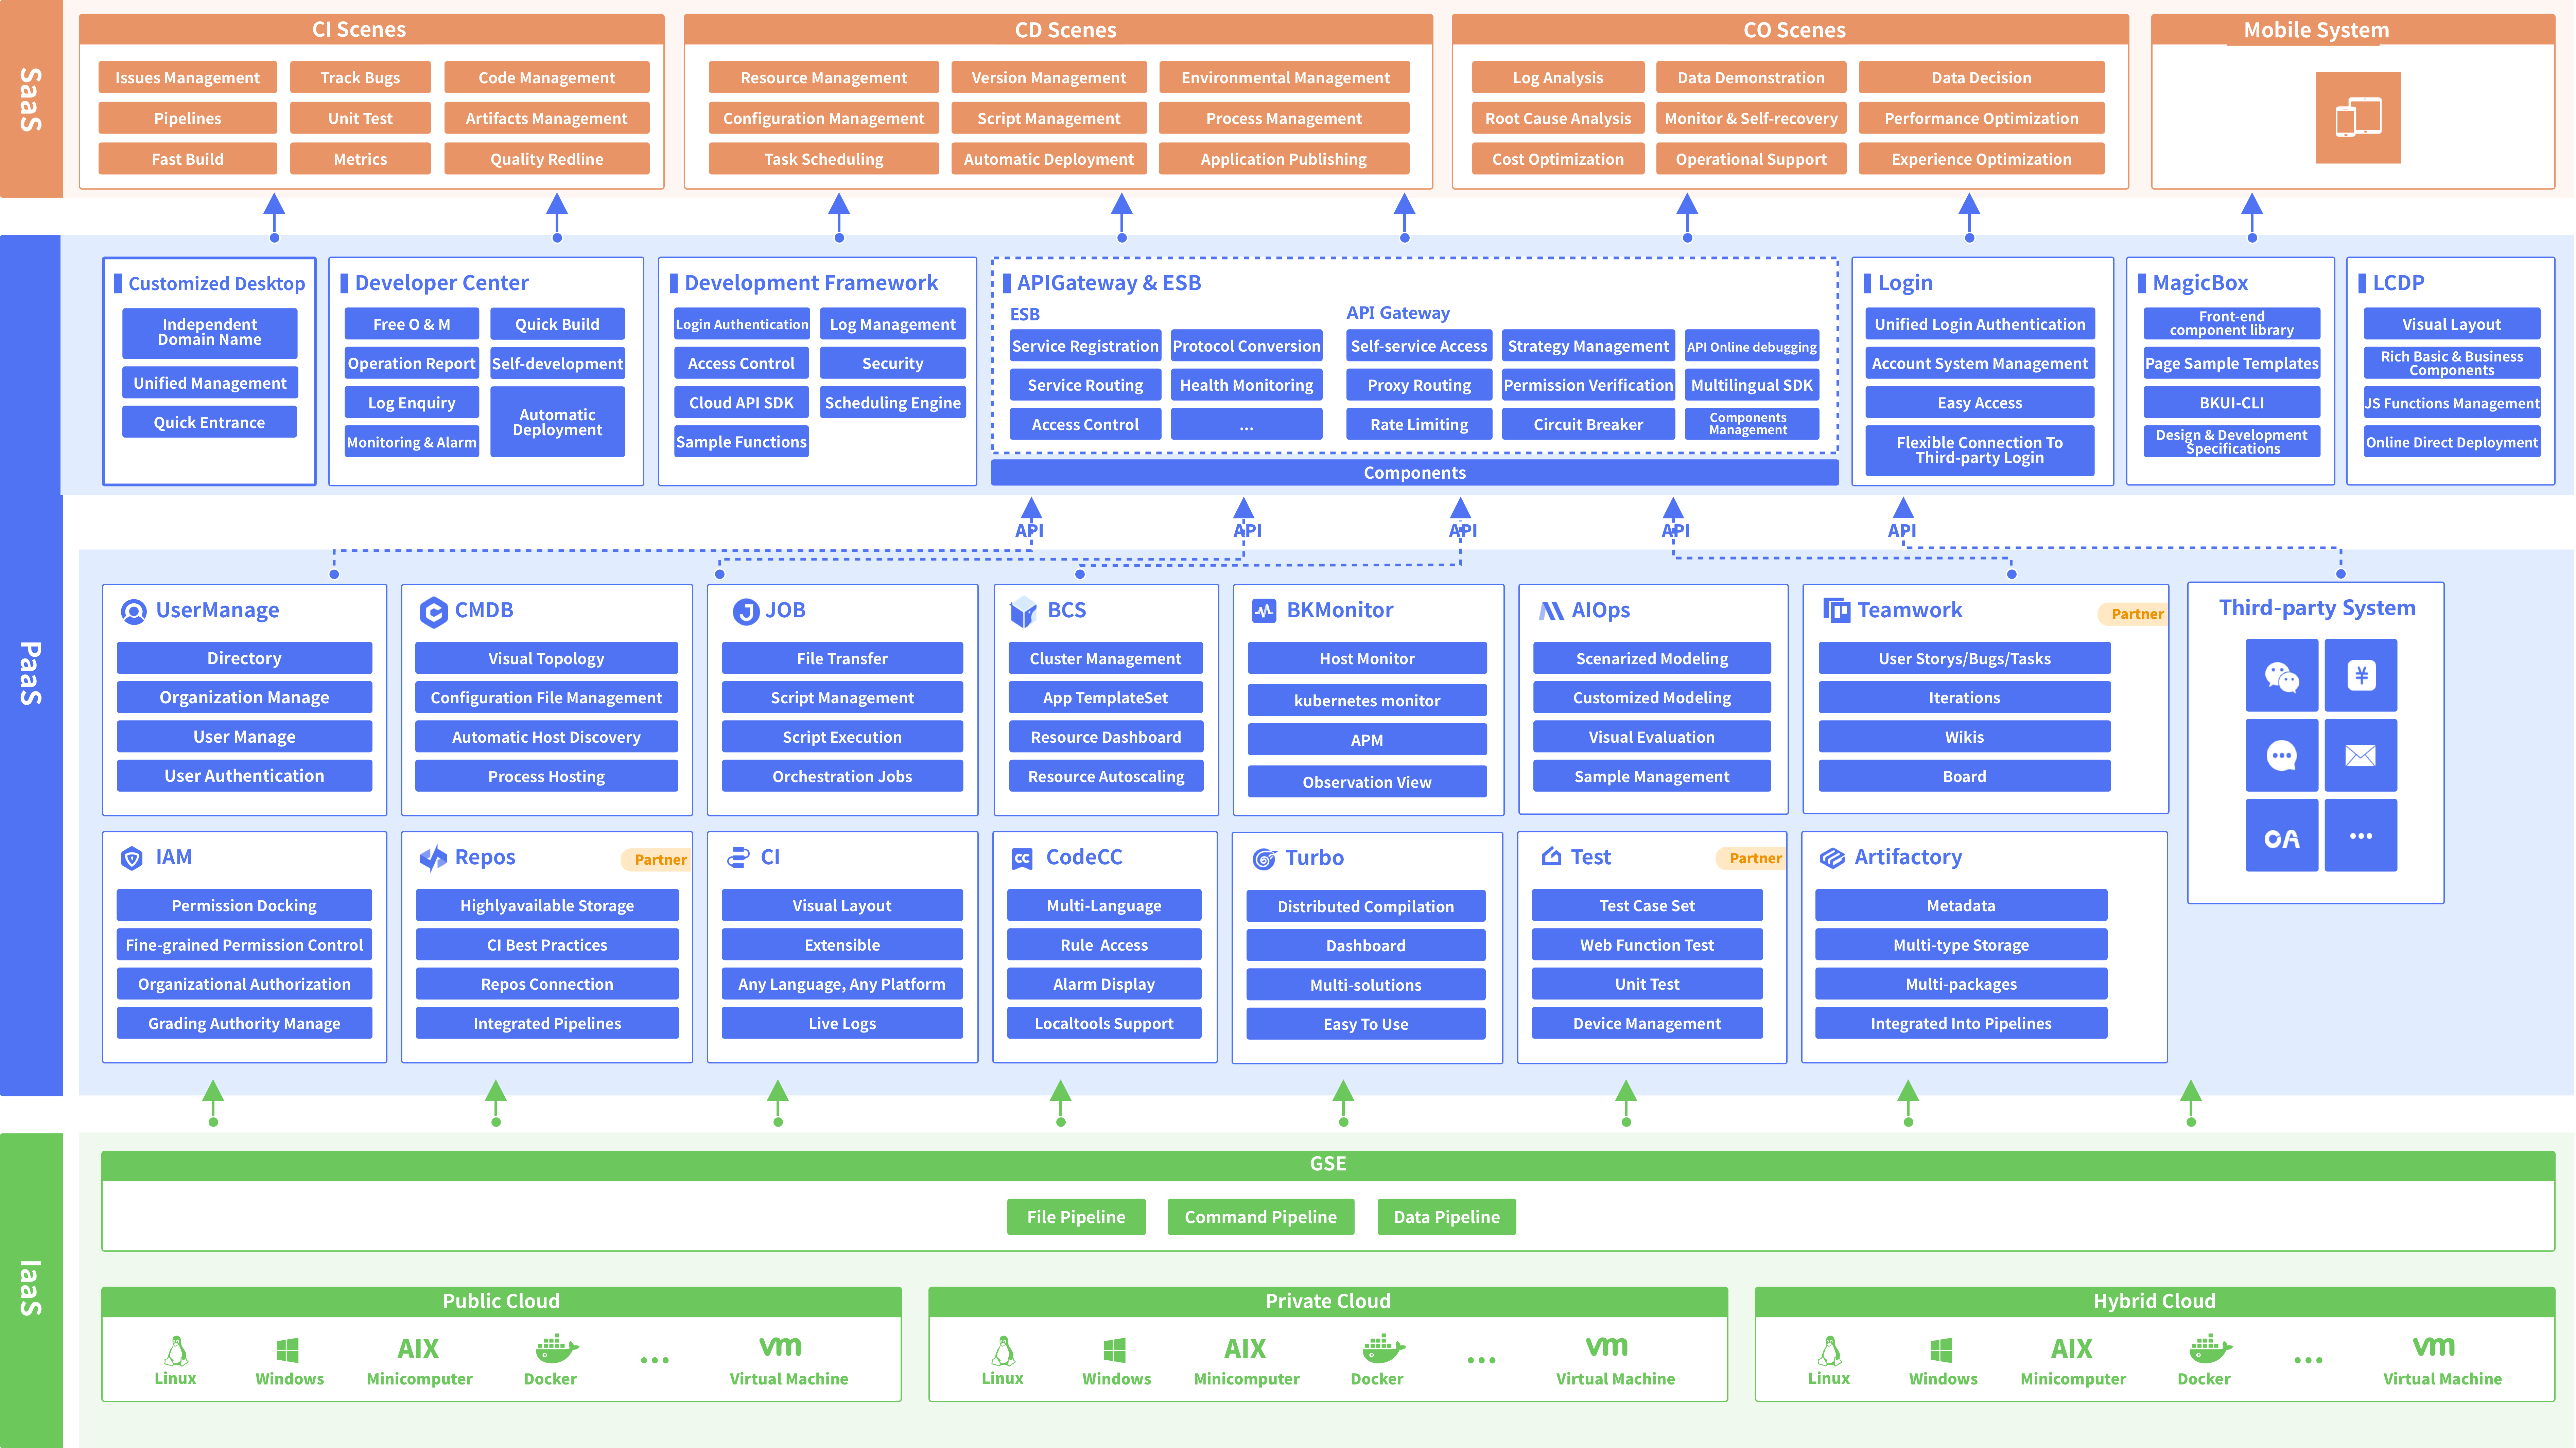 SaaS
CI Scenes
Issues Management
Track Bugs
Code Management
Pipelines
Unit Test
Artifacts Management
Fast Build
Metrics
Quality Redline
CD Scenes
Resource Management
Version Management
Environmental Management
Configuration Management
Script Management
Process Management
Task Scheduling
Automatic Deployment
Application Publishing
CO Scenes
Log Analysis
Data Demonstration
Data Decision
Root Cause Analysis
Monitor & Self-recovery
Performance Optimization
Cost Optimization
Operational Support
Experience Optimization
Mobile System
PaaS
Customized Desktop
Independent
Domain Name
Unified Management
Quick Entrance
Developer Center
Free O & M
Quick Build
Operation Report
Self-development
Log Enquiry
Automatic
Deployment
Monitoring & Alarm
Development Framework
Login Authentication
Log Management
Access Control
Security
Cloud API SDK
Scheduling Engine
Sample Functions
APIGateway & ESB
ESB
Service Registration
Protocol Conversion
Service Routing
Health Monitoring
Access Control
...
API Gateway
Self-service Access
Strategy Management
API Online debugging
Proxy Routing
Permission Verification
Multilingual SDK
Rate Limiting
Circuit Breaker
Components
Management
Components
Login
Unified Login Authentication
Account System Management
Easy Access
Flexible Connection To
Third-party Login
MagicBox
Front-end
component library
Page Sample Templates
BKUI-CLI
Design & Development
Specifications
LCDP
Visual Layout
Rich Basic & Business
Components
JS Functions Management
Online Direct Deployment
API
API
API
API
API
UserManage
Directory
Organization Manage
User Manage
User Authentication
CMDB
Visual Topology
Configuration File Management
Automatic Host Discovery
Process Hosting
JOB
File Transfer
Script Management
Script Execution
Orchestration Jobs
BCS
Cluster Management
App TemplateSet
Resource Dashboard
Resource Autoscaling
BKMonitor
Host Monitor
kubernetes monitor
APM
Observation View
AIOps
Scenarized Modeling
Customized Modeling
Visual Evaluation
Sample Management
Teamwork
Partner
User Storys/Bugs/Tasks
Iterations
Wikis
Board
Third-party System
¥
OA
...
IAM
Permission Docking
Fine-grained Permission Control
Organizational Authorization
Grading Authority Manage
Repos
Partner
Highlyavailable Storage
CI Best Practices
Repos Connection
Integrated Pipelines
CI
Visual Layout
Extensible
Any Language, Any Platform
Live Logs
CC
CodeCC
Multi-Language
Rule Access
Alarm Display
Localtools Support
Turbo
Distributed Compilation
Dashboard
Multi-solutions
Easy To Use
Test
Partner
Test Case Set
Web Function Test
Unit Test
Device Management
Artifactory
Metadata
Multi-type Storage
Multi-packages
Integrated Into Pipelines
IaaS
GSE
File Pipeline
Command Pipeline
Data Pipeline
Public Cloud
Linux
Windows
AIX
Minicomputer
Docker
...
vm
Virtual Machine
Private Cloud
Linux
Windows
AIX
Minicomputer
Docker
...
vm
Virtual Machine
Hybrid Cloud
Linux
Windows
AIX
Minicomputer
Docker
...
vm
Virtual Machine